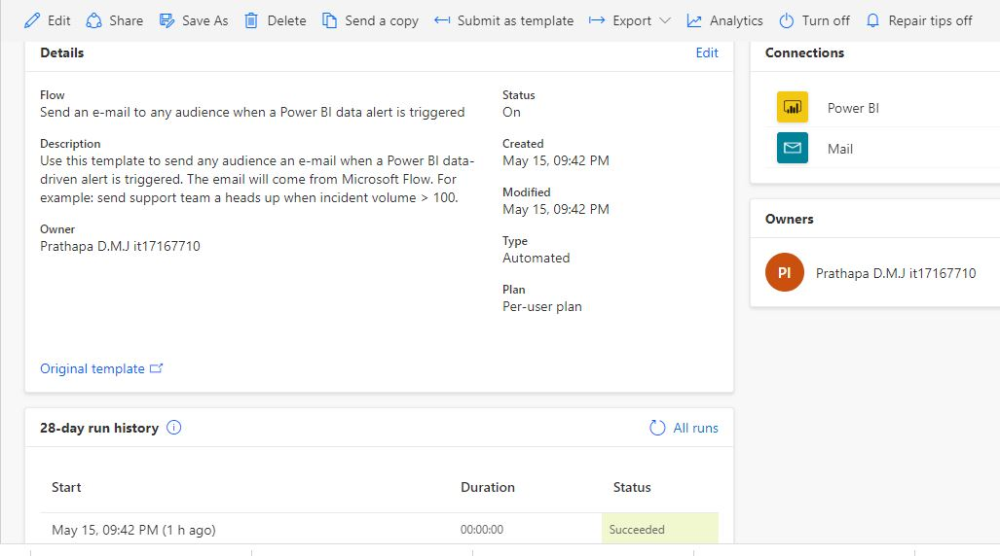 Edit Share Save As Delete Send a copy Submit as template Export Analytics Turn off Repair tips off
Details Edit
Flow
Send an e-mail to any audience when a Power BI data alert is triggered
Description
Use this template to send any audience an e-mail when a Power BI data-
driven alert is triggered. The email will come from Microsoft Flow. For
example: send support team a heads up when incident volume > 100.
Owner
Prathapa D.M.J it17167710
Status
On
Created
May 15, 09:42 PM
Modified
May 15, 09:42 PM
Type
Automated
Plan
Per-user plan
Original template
Connections
Power BI
Mail
Owners
PI Prathapa D.M.J it17167710
28-day run history All runs
Start Duration Status
May 15, 09:42 PM (1 h ago) 00:00:00 Succeeded